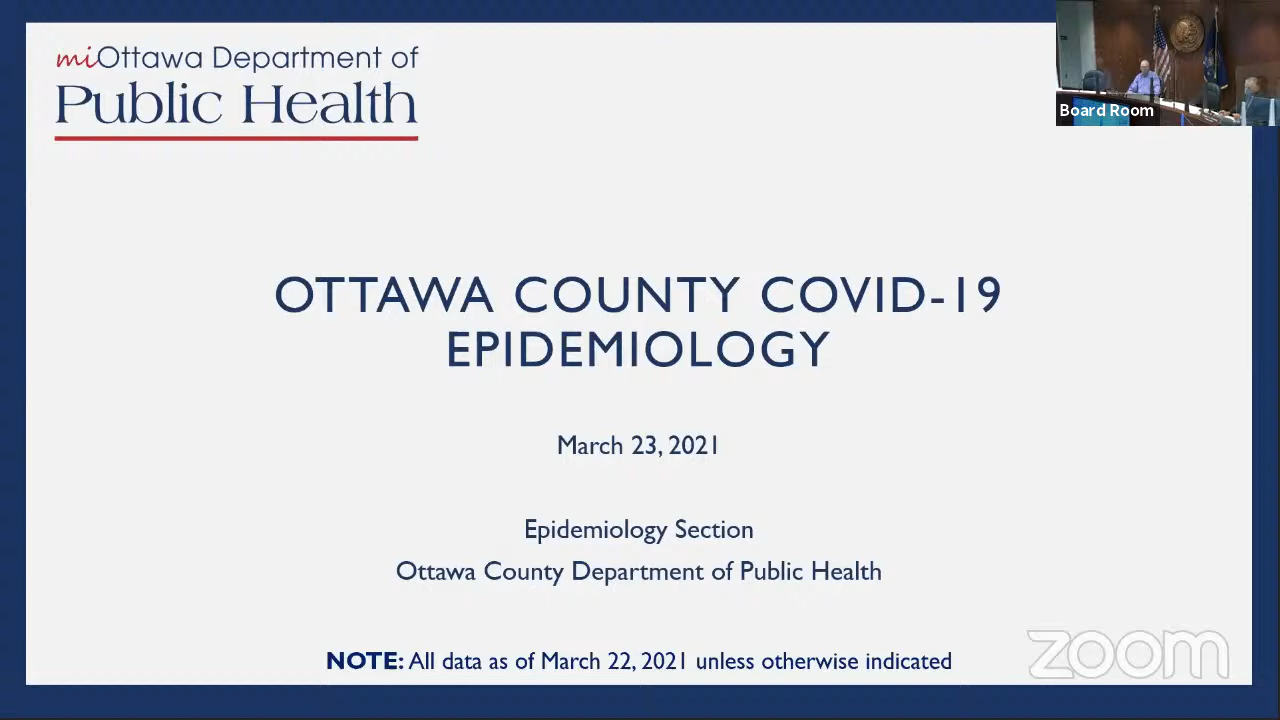 miOttawa Department of
Public Health
Board Room
OTTAWA COUNTY COVID-19
EPIDEMIOLOGY
March 23, 2021
Epidemiology Section
Ottawa County Department of Public Health
NOTE: All data as of March 22, 2021 unless otherwise indicated
zoom